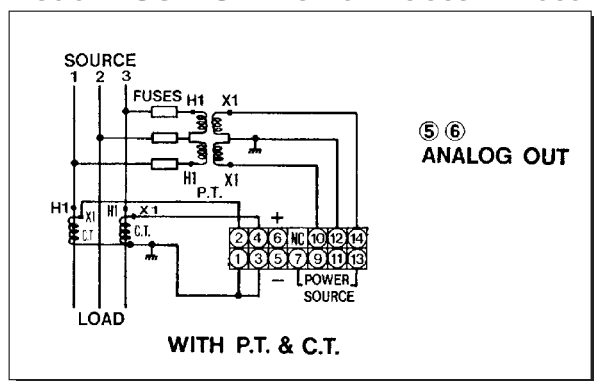 SOURCE
1 2 3
FUSES H1 X1
⑤ ⑥
ANALOG OUT
H1 X1
P.T.
H1 X1 H1 X1
C.T. C.T.
+
2 4 6 NC 10 12 14
1 3 5 7 9 11 13
− POWER
SOURCE
LOAD
WITH P.T. & C.T.